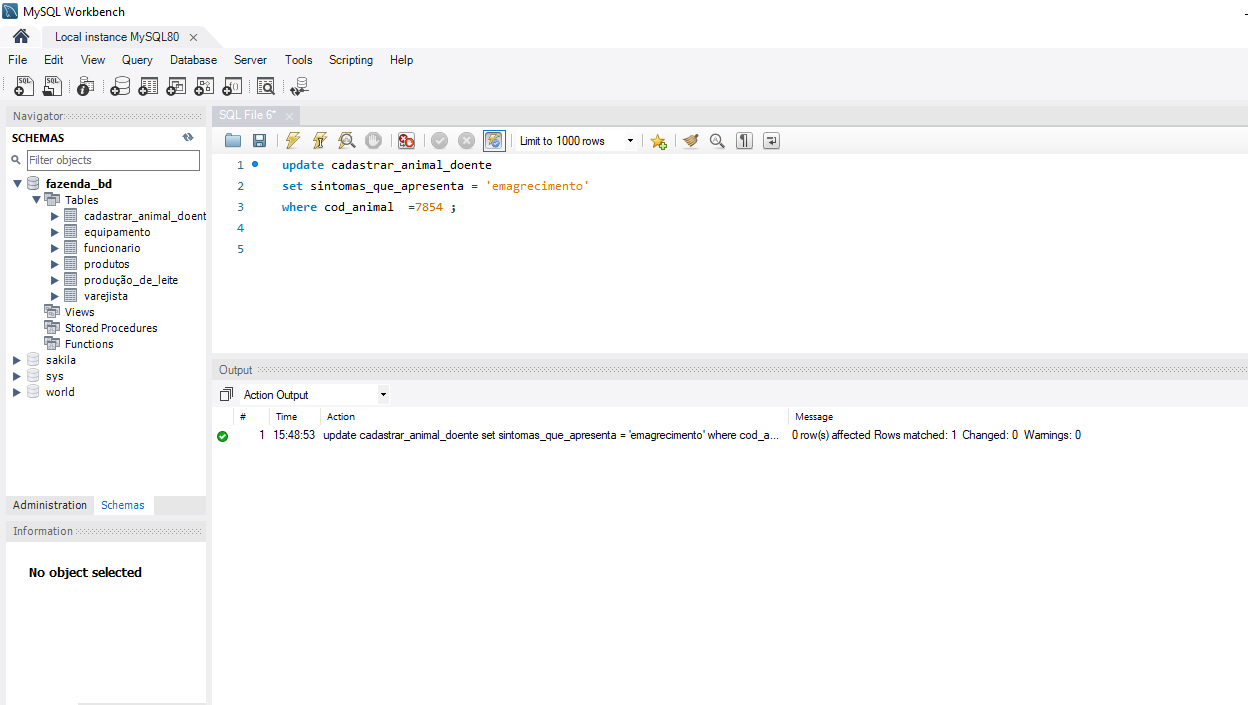 MySQL Workbench
Local instance MySQL80
File Edit View Query Database Server Tools Scripting Help
Navigator
SCHEMAS
Filter objects
fazenda_bd
Tables
cadastrar_animal_doent
equipamento
funcionario
produtos
produção_de_leite
varejista
Views
Stored Procedures
Functions
sakila
sys
world
Administration Schemas
Information
No object selected
SQL File 6*
Limit to 1000 rows
1 update cadastrar_animal_doente
2 set sintomas_que_apresenta = 'emagrecimento'
3 where cod_animal =7854 ;
4
5
Output
Action Output
# Time Action Message
1 15:48:53 update cadastrar_animal_doente set sintomas_que_apresenta = 'emagrecimento' where cod_a... 0 row(s) affected Rows matched: 1 Changed: 0 Warnings: 0